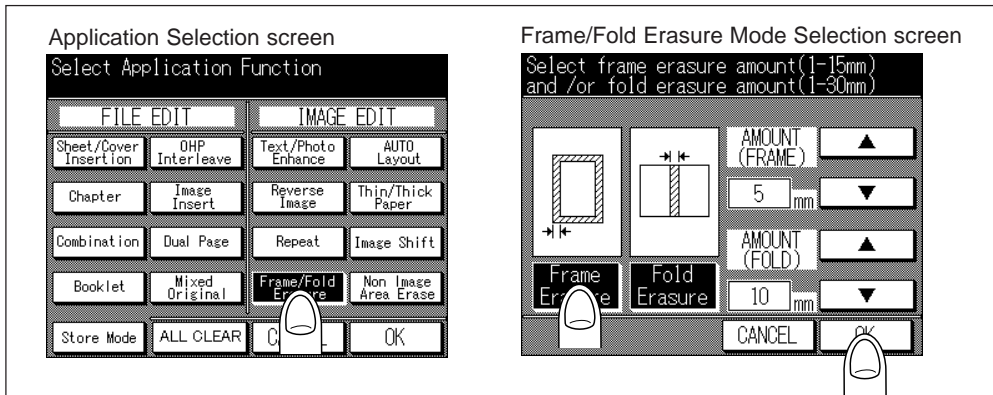 Application Selection screen
Select Application Function
FILE EDIT
IMAGE EDIT
Sheet/Cover
Insertion
OHP
Interleave
Text/Photo
Enhance
AUTO
Layout
Chapter
Image
Insert
Reverse
Image
Thin/Thick
Paper
Combination
Dual Page
Repeat
Image Shift
Booklet
Mixed
Original
Frame/Fold
Non Image
Area Erase
Store Mode
ALL CLEAR
OK
Frame/Fold Erasure Mode Selection screen
Select frame erasure amount(1-15mm)
and /or fold erasure amount(1-30mm)
AMOUNT
(FRAME)
5 mm
AMOUNT
(FOLD)
10 mm
Frame
Fold
Erasure
CANCEL
OK